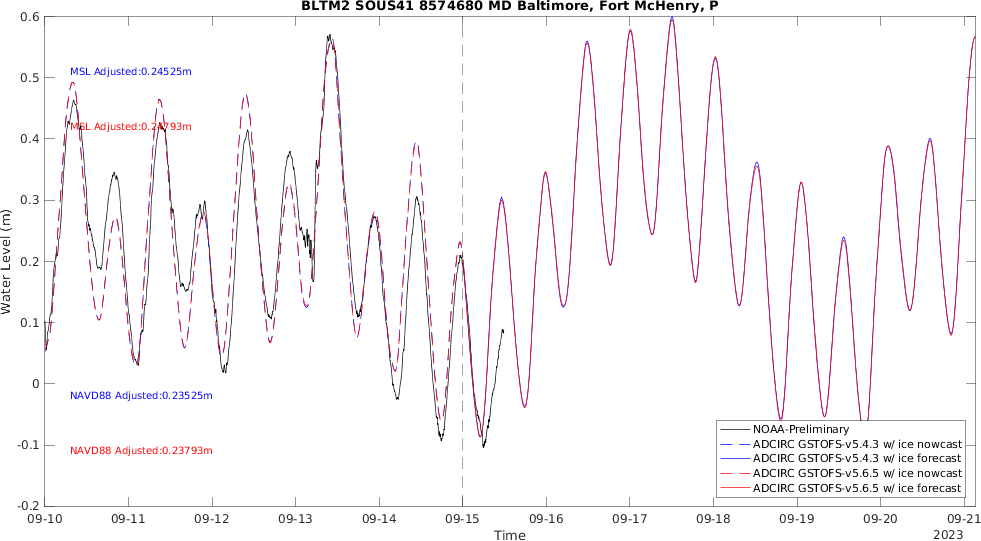 BLTM2 SOUS41 8574680 MD Baltimore, Fort McHenry, P
Water Level (m)
0.6
0.5
0.4
0.3
0.2
0.1
0
-0.1
-0.2
MSL Adjusted:0.24525m
MSL Adjusted:0.24793m
NAVD88 Adjusted:0.23525m
NAVD88 Adjusted:0.23793m
NOAA-Preliminary
ADCIRC GSTOFS-v5.4.3 w/ ice nowcast
ADCIRC GSTOFS-v5.4.3 w/ ice forecast
ADCIRC GSTOFS-v5.6.5 w/ ice nowcast
ADCIRC GSTOFS-v5.6.5 w/ ice forecast
09-10 09-11 09-12 09-13 09-14 09-15 09-16 09-17 09-18 09-19 09-20 09-21
2023
Time